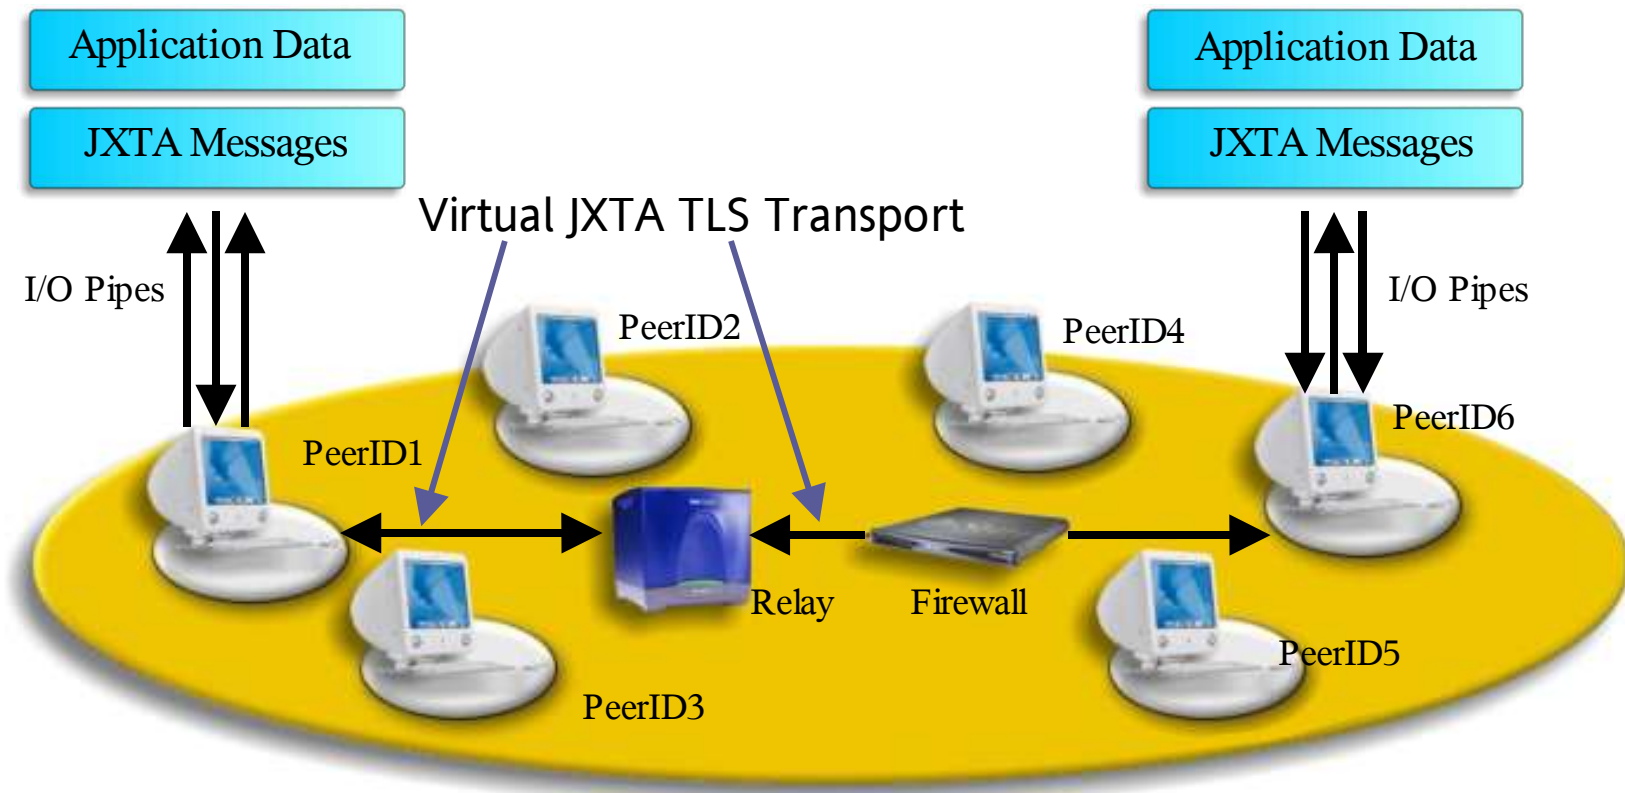 Application Data
Application Data
JXTA Messages
JXTA Messages
Virtual JXTA TLS Transport
I/O Pipes
I/O Pipes
PeerID2
PeerID4
PeerID6
PeerID1
Relay
Firewall
PeerID5
PeerID3